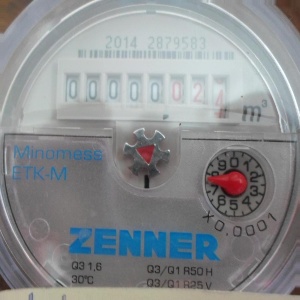 2014 2879583
00000024 m³
Minomess
ETK-M
X0.0001
ZENNER
Q3 1,6 Q3/Q1 R50 H
30°C Q3/Q1 R25 V